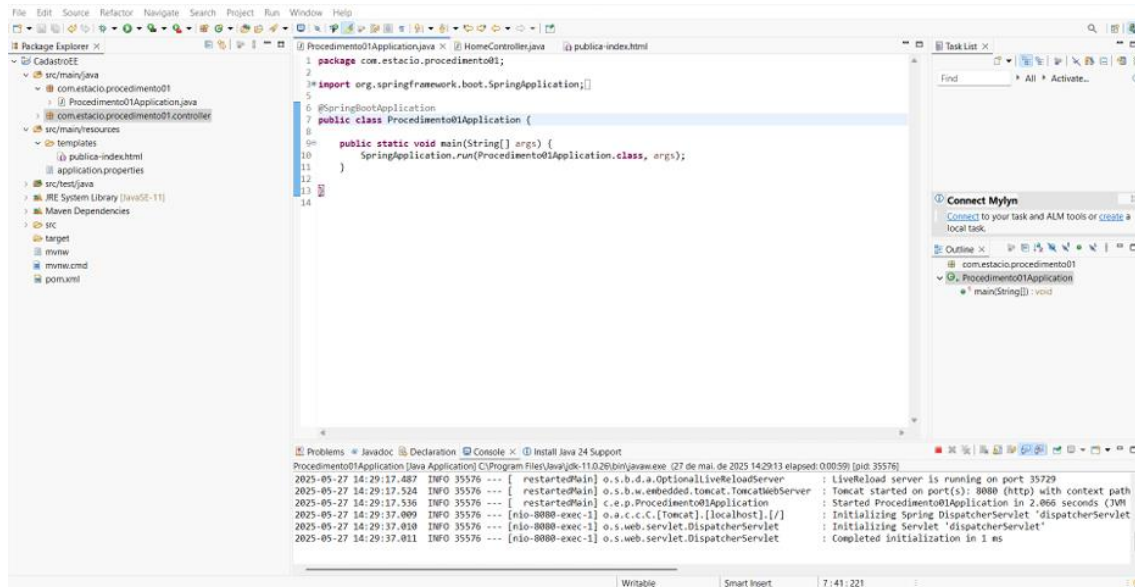 File Edit Source Refactor Navigate Search Project Run Window Help
Package Explorer ×
CadastroEE
src/main/java
com.estacio.procedimento01
Procedimento01Application.java
com.estacio.procedimento01.controller
src/main/resources
templates
publica-index.html
application.properties
src/test/java
JRE System Library [JavaSE-11]
Maven Dependencies
src
target
mvnw
mvnw.cmd
pom.xml
Procedimento01Application.java × HomeController.java publica-index.html
1 package com.estacio.procedimento01;
2
3 import org.springframework.boot.SpringApplication;
5
6 @SpringBootApplication
7 public class Procedimento01Application {
8
9 public static void main(String[] args) {
10 SpringApplication.run(Procedimento01Application.class, args);
11 }
12
13 }
14
Task List ×
Find All Activate...
Connect Mylyn
Connect to your task and ALM tools or create a
local task.
Outline ×
com.estacio.procedimento01
Procedimento01Application
main(String[]) : void
Problems Javadoc Declaration Console × Install Java 24 Support
Procedimento01Application [Java Application] C:\Program Files\Java\jdk-11.0.26\bin\javaw.exe (27 de mai. de 2025 14:29:13 elapsed: 0:00:59) [pid: 35576]
2025-05-27 14:29:17.487 INFO 35576 --- [ restartedMain] o.s.b.d.a.OptionalLiveReloadServer : LiveReload server is running on port 35729
2025-05-27 14:29:17.524 INFO 35576 --- [ restartedMain] o.s.b.w.embedded.tomcat.TomcatWebServer : Tomcat started on port(s): 8080 (http) with context path
2025-05-27 14:29:17.536 INFO 35576 --- [ restartedMain] c.e.p.Procedimento01Application : Started Procedimento01Application in 2.066 seconds (JVM
2025-05-27 14:29:37.009 INFO 35576 --- [nio-8080-exec-1] o.a.c.c.C.[Tomcat].[localhost].[/] : Initializing Spring DispatcherServlet 'dispatcherServlet
2025-05-27 14:29:37.010 INFO 35576 --- [nio-8080-exec-1] o.s.web.servlet.DispatcherServlet : Initializing Servlet 'dispatcherServlet'
2025-05-27 14:29:37.011 INFO 35576 --- [nio-8080-exec-1] o.s.web.servlet.DispatcherServlet : Completed initialization in 1 ms
Writable Smart Insert 7 : 41 : 221